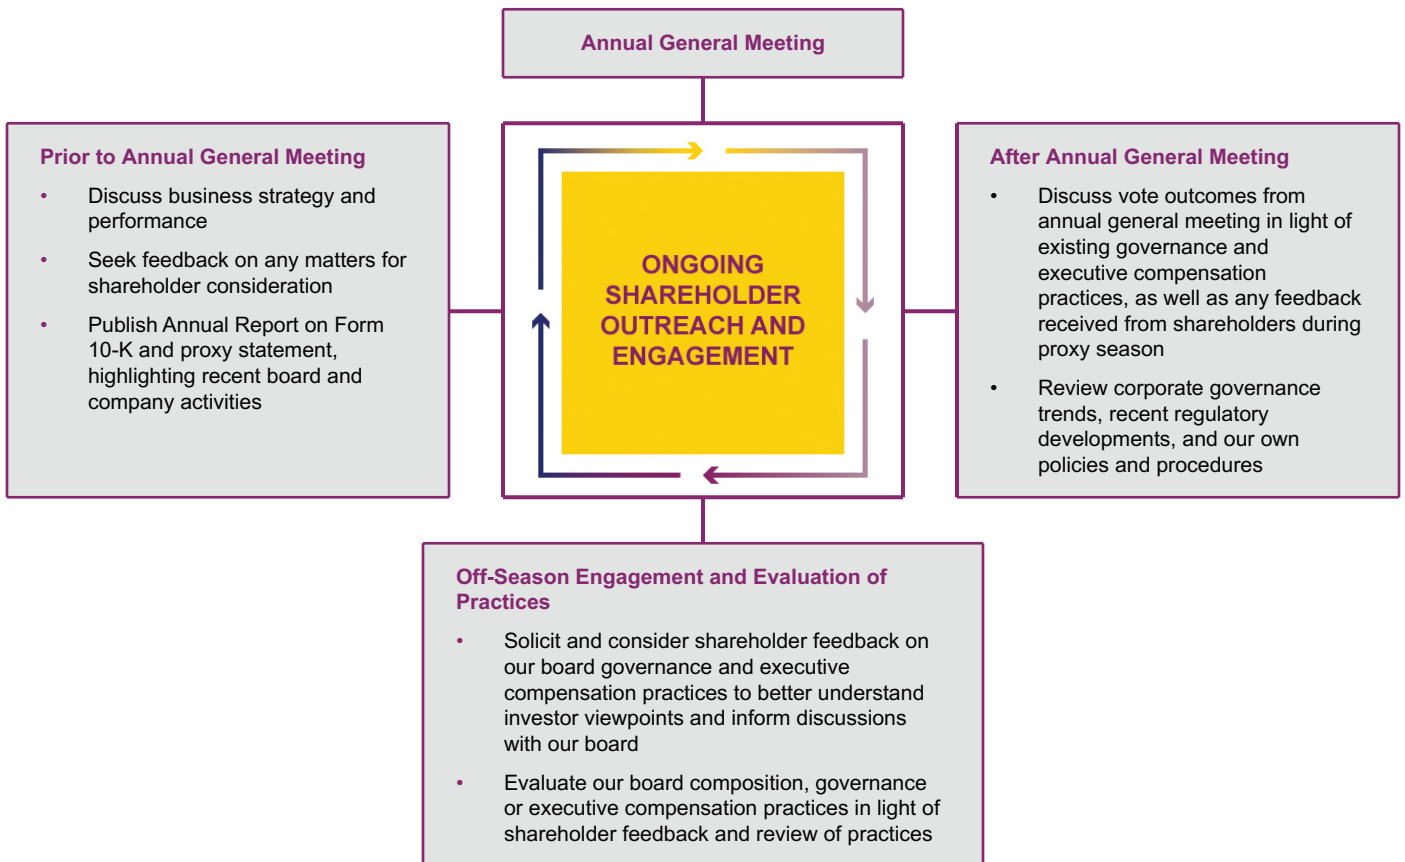 Annual General Meeting
Prior to Annual General Meeting
• Discuss business strategy and
performance
• Seek feedback on any matters for
shareholder consideration
• Publish Annual Report on Form
10-K and proxy statement,
highlighting recent board and
company activities
ONGOING
SHAREHOLDER
OUTREACH AND
ENGAGEMENT
After Annual General Meeting
• Discuss vote outcomes from
annual general meeting in light of
existing governance and
executive compensation
practices, as well as any feedback
received from shareholders during
proxy season
• Review corporate governance
trends, recent regulatory
developments, and our own
policies and procedures
Off-Season Engagement and Evaluation of
Practices
• Solicit and consider shareholder feedback on
our board governance and executive
compensation practices to better understand
investor viewpoints and inform discussions
with our board
• Evaluate our board composition, governance
or executive compensation practices in light of
shareholder feedback and review of practices